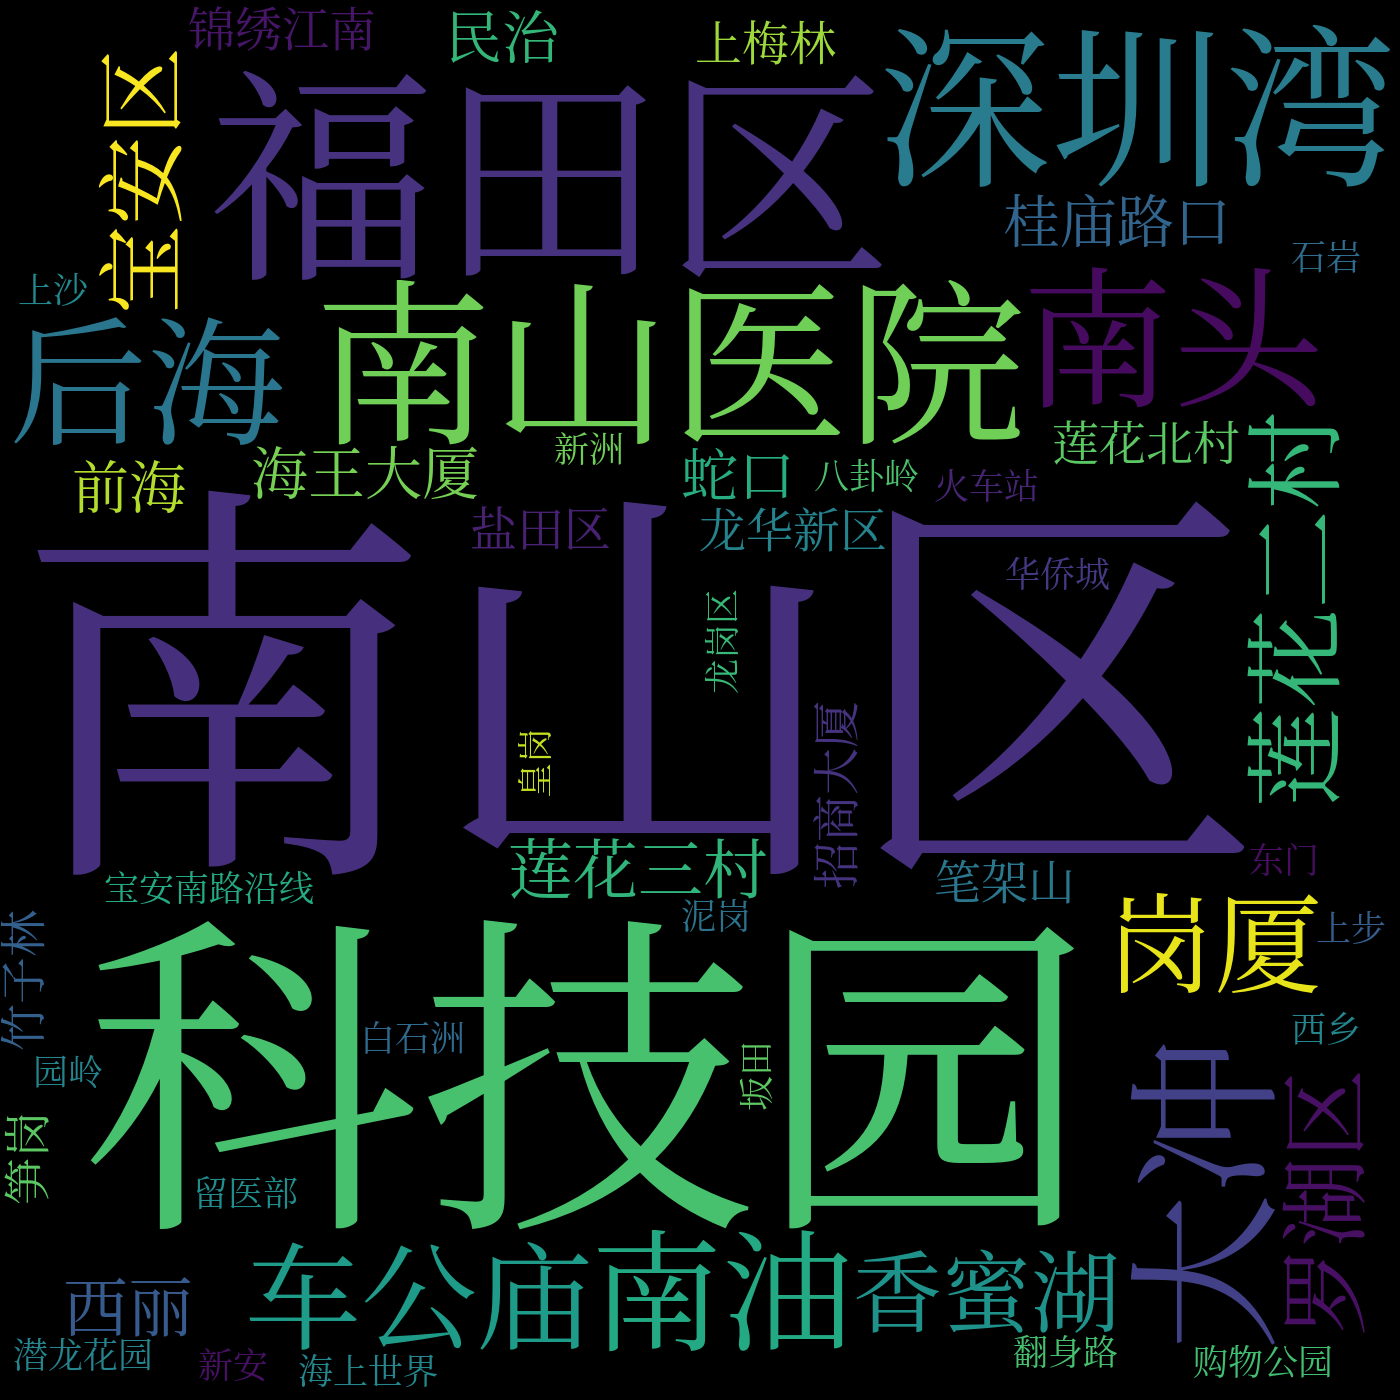 锦绣江南
民治
上梅林
深圳湾
宝安区
福田区
桂庙路口
石岩
上沙
后海
南山医院
南头
莲花北村
莲花二村
前海
海王大厦
新洲
蛇口
八卦岭
火车站
南山区
盐田区
龙华新区
华侨城
龙岗区
皇岗
招商大厦
莲花三村
笔架山
东门
宝安南路沿线
泥岗
岗厦
上步
竹子林
科技园
白石洲
坂田
西乡
园岭
大冲
罗湖区
笋岗
留医部
车公庙
南油
香蜜湖
西丽
潜龙花园
新安
海上世界
翻身路
购物公园